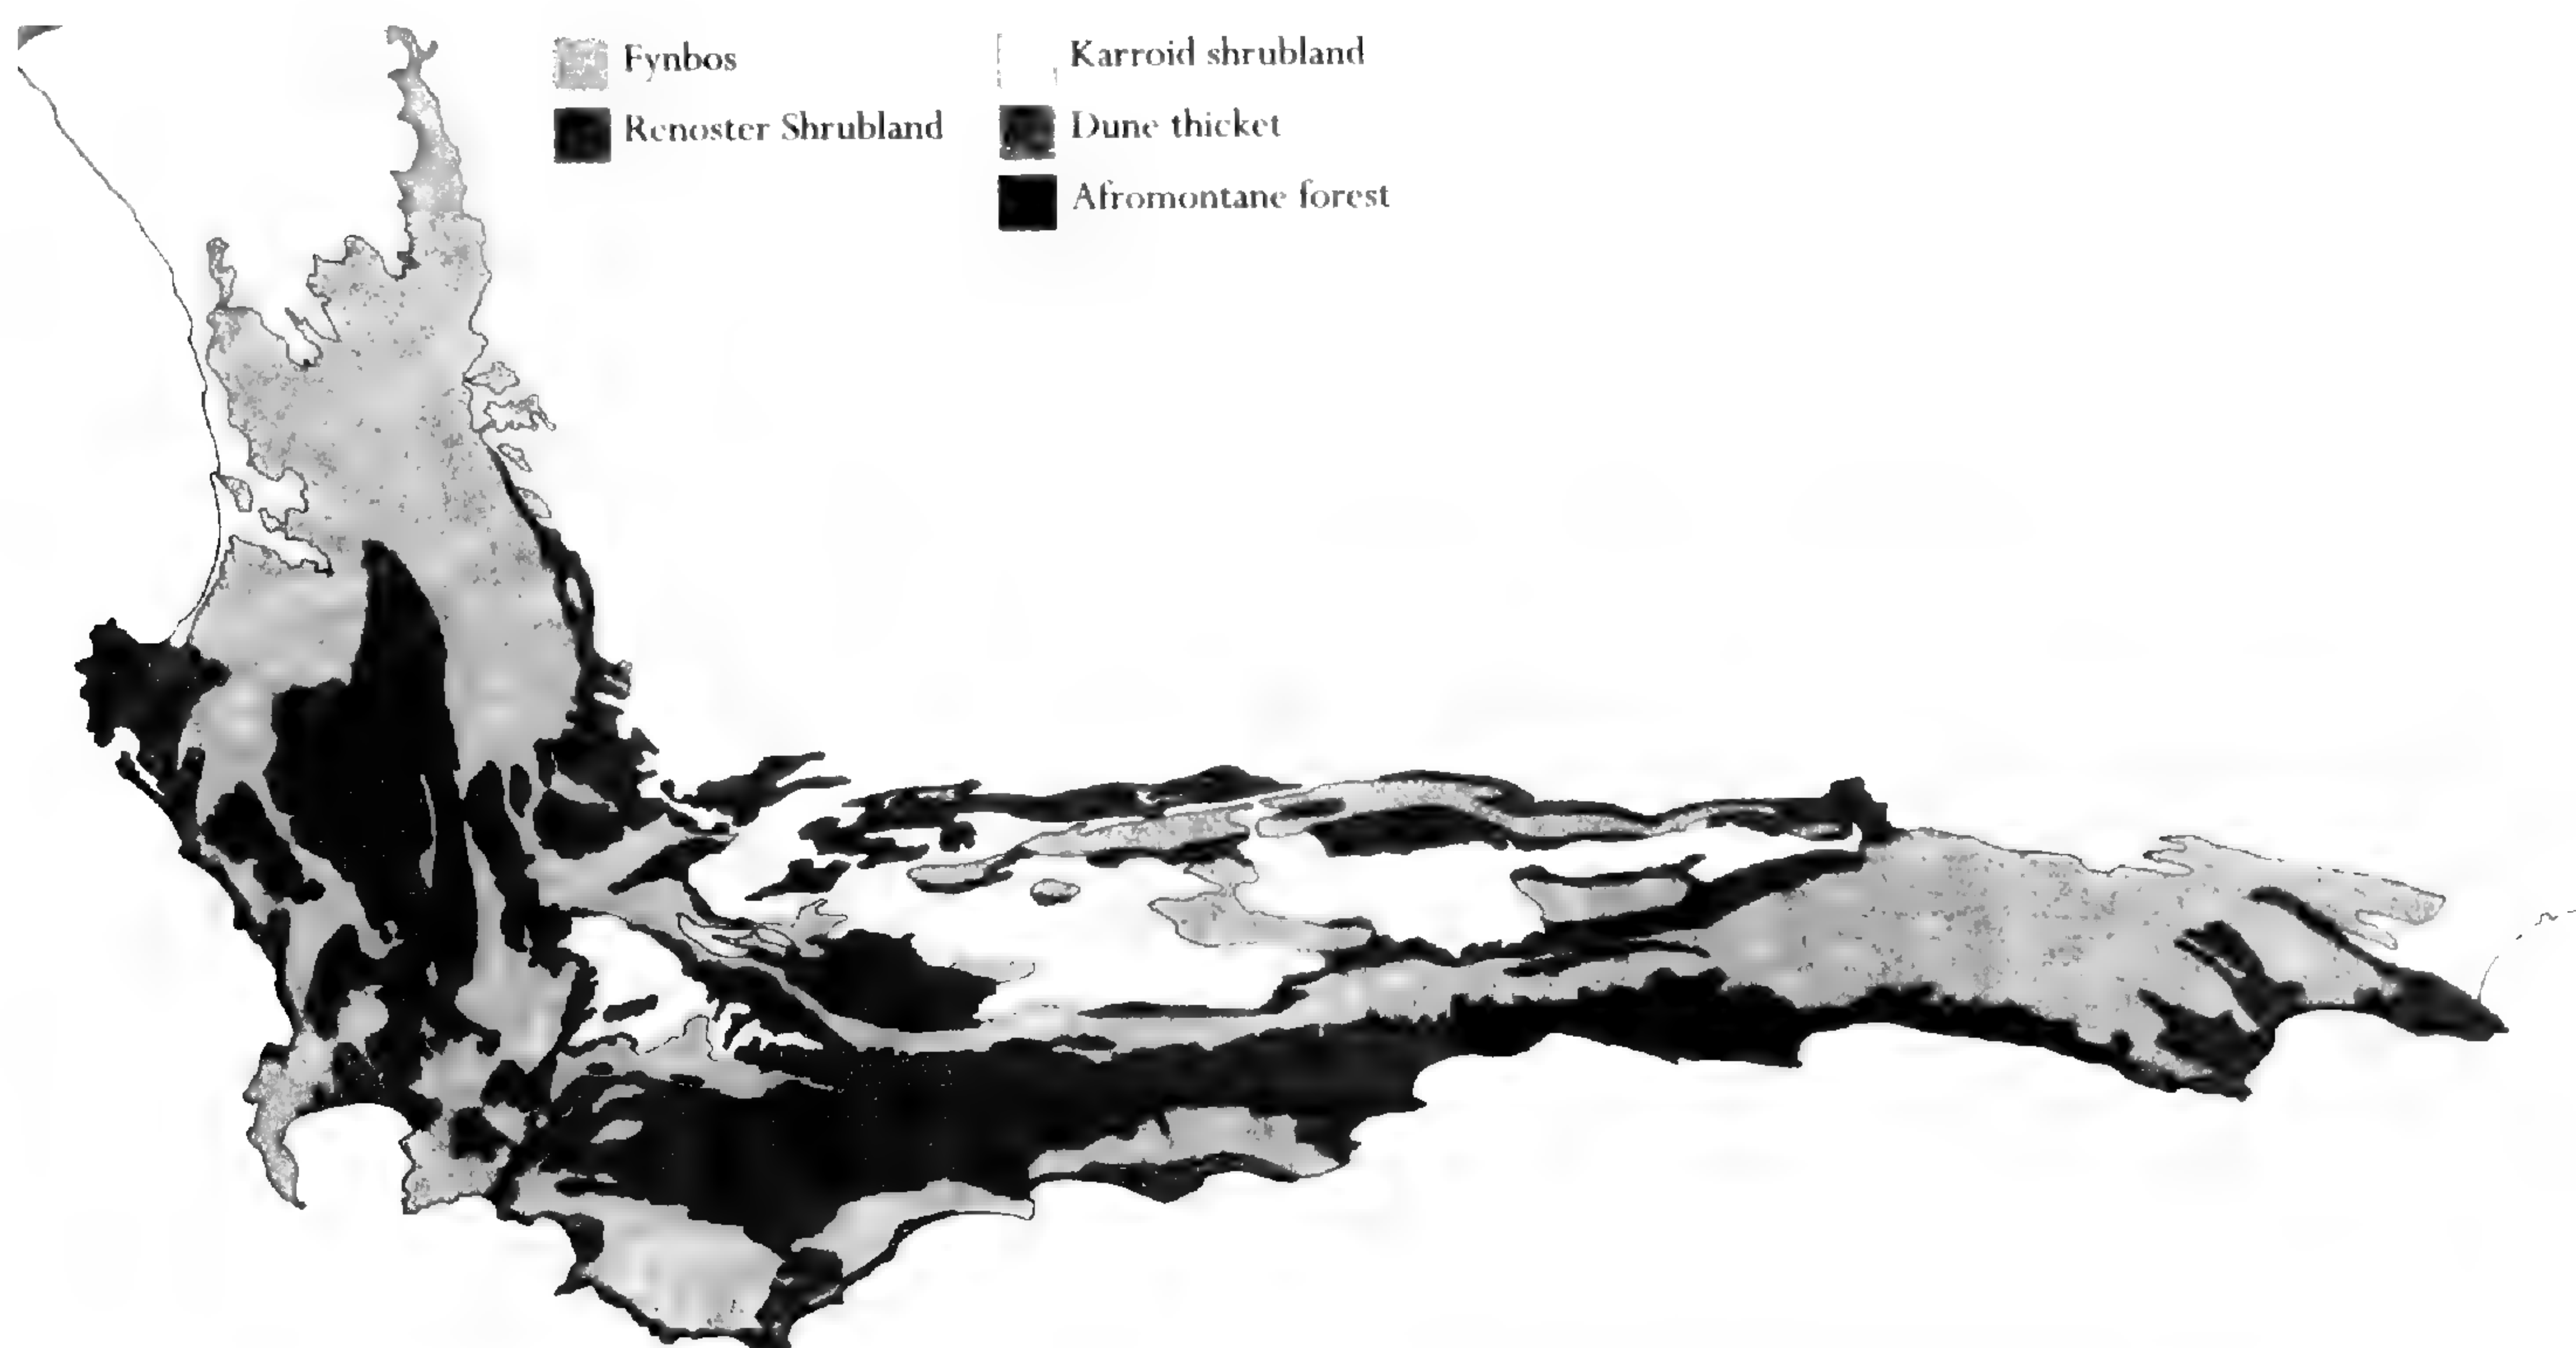 Fynbos
Renoster Shrubland
Karroid shrubland
Dune thicket
Afromontane forest